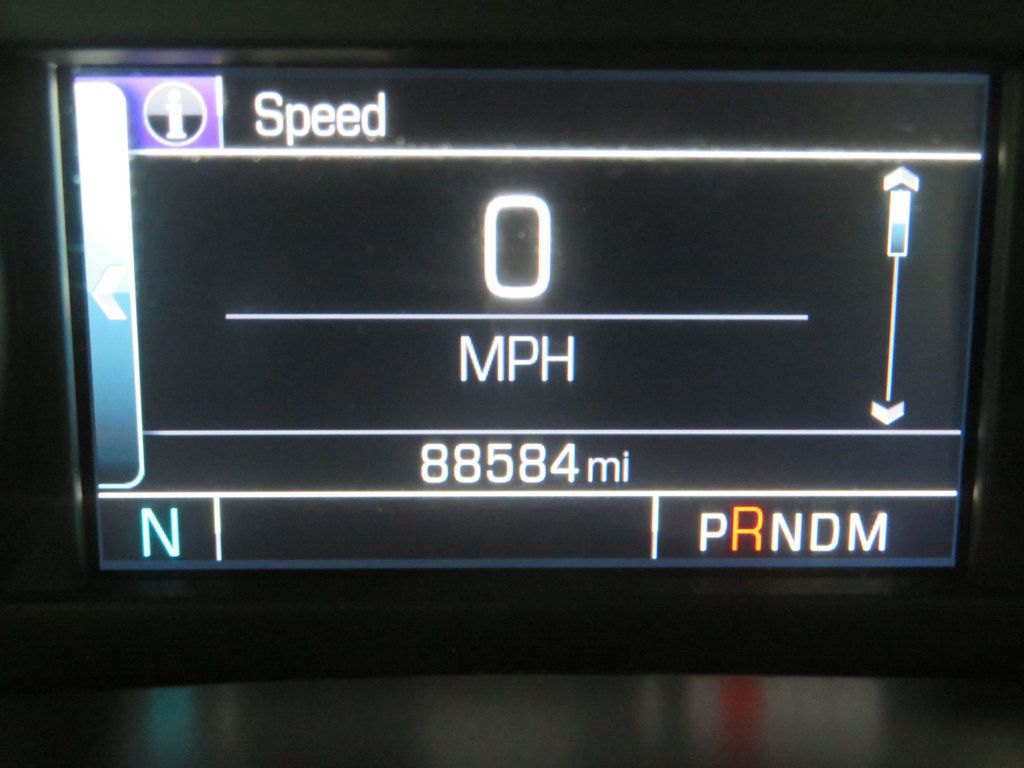 i Speed
0
MPH
88584 mi
N PRNDM